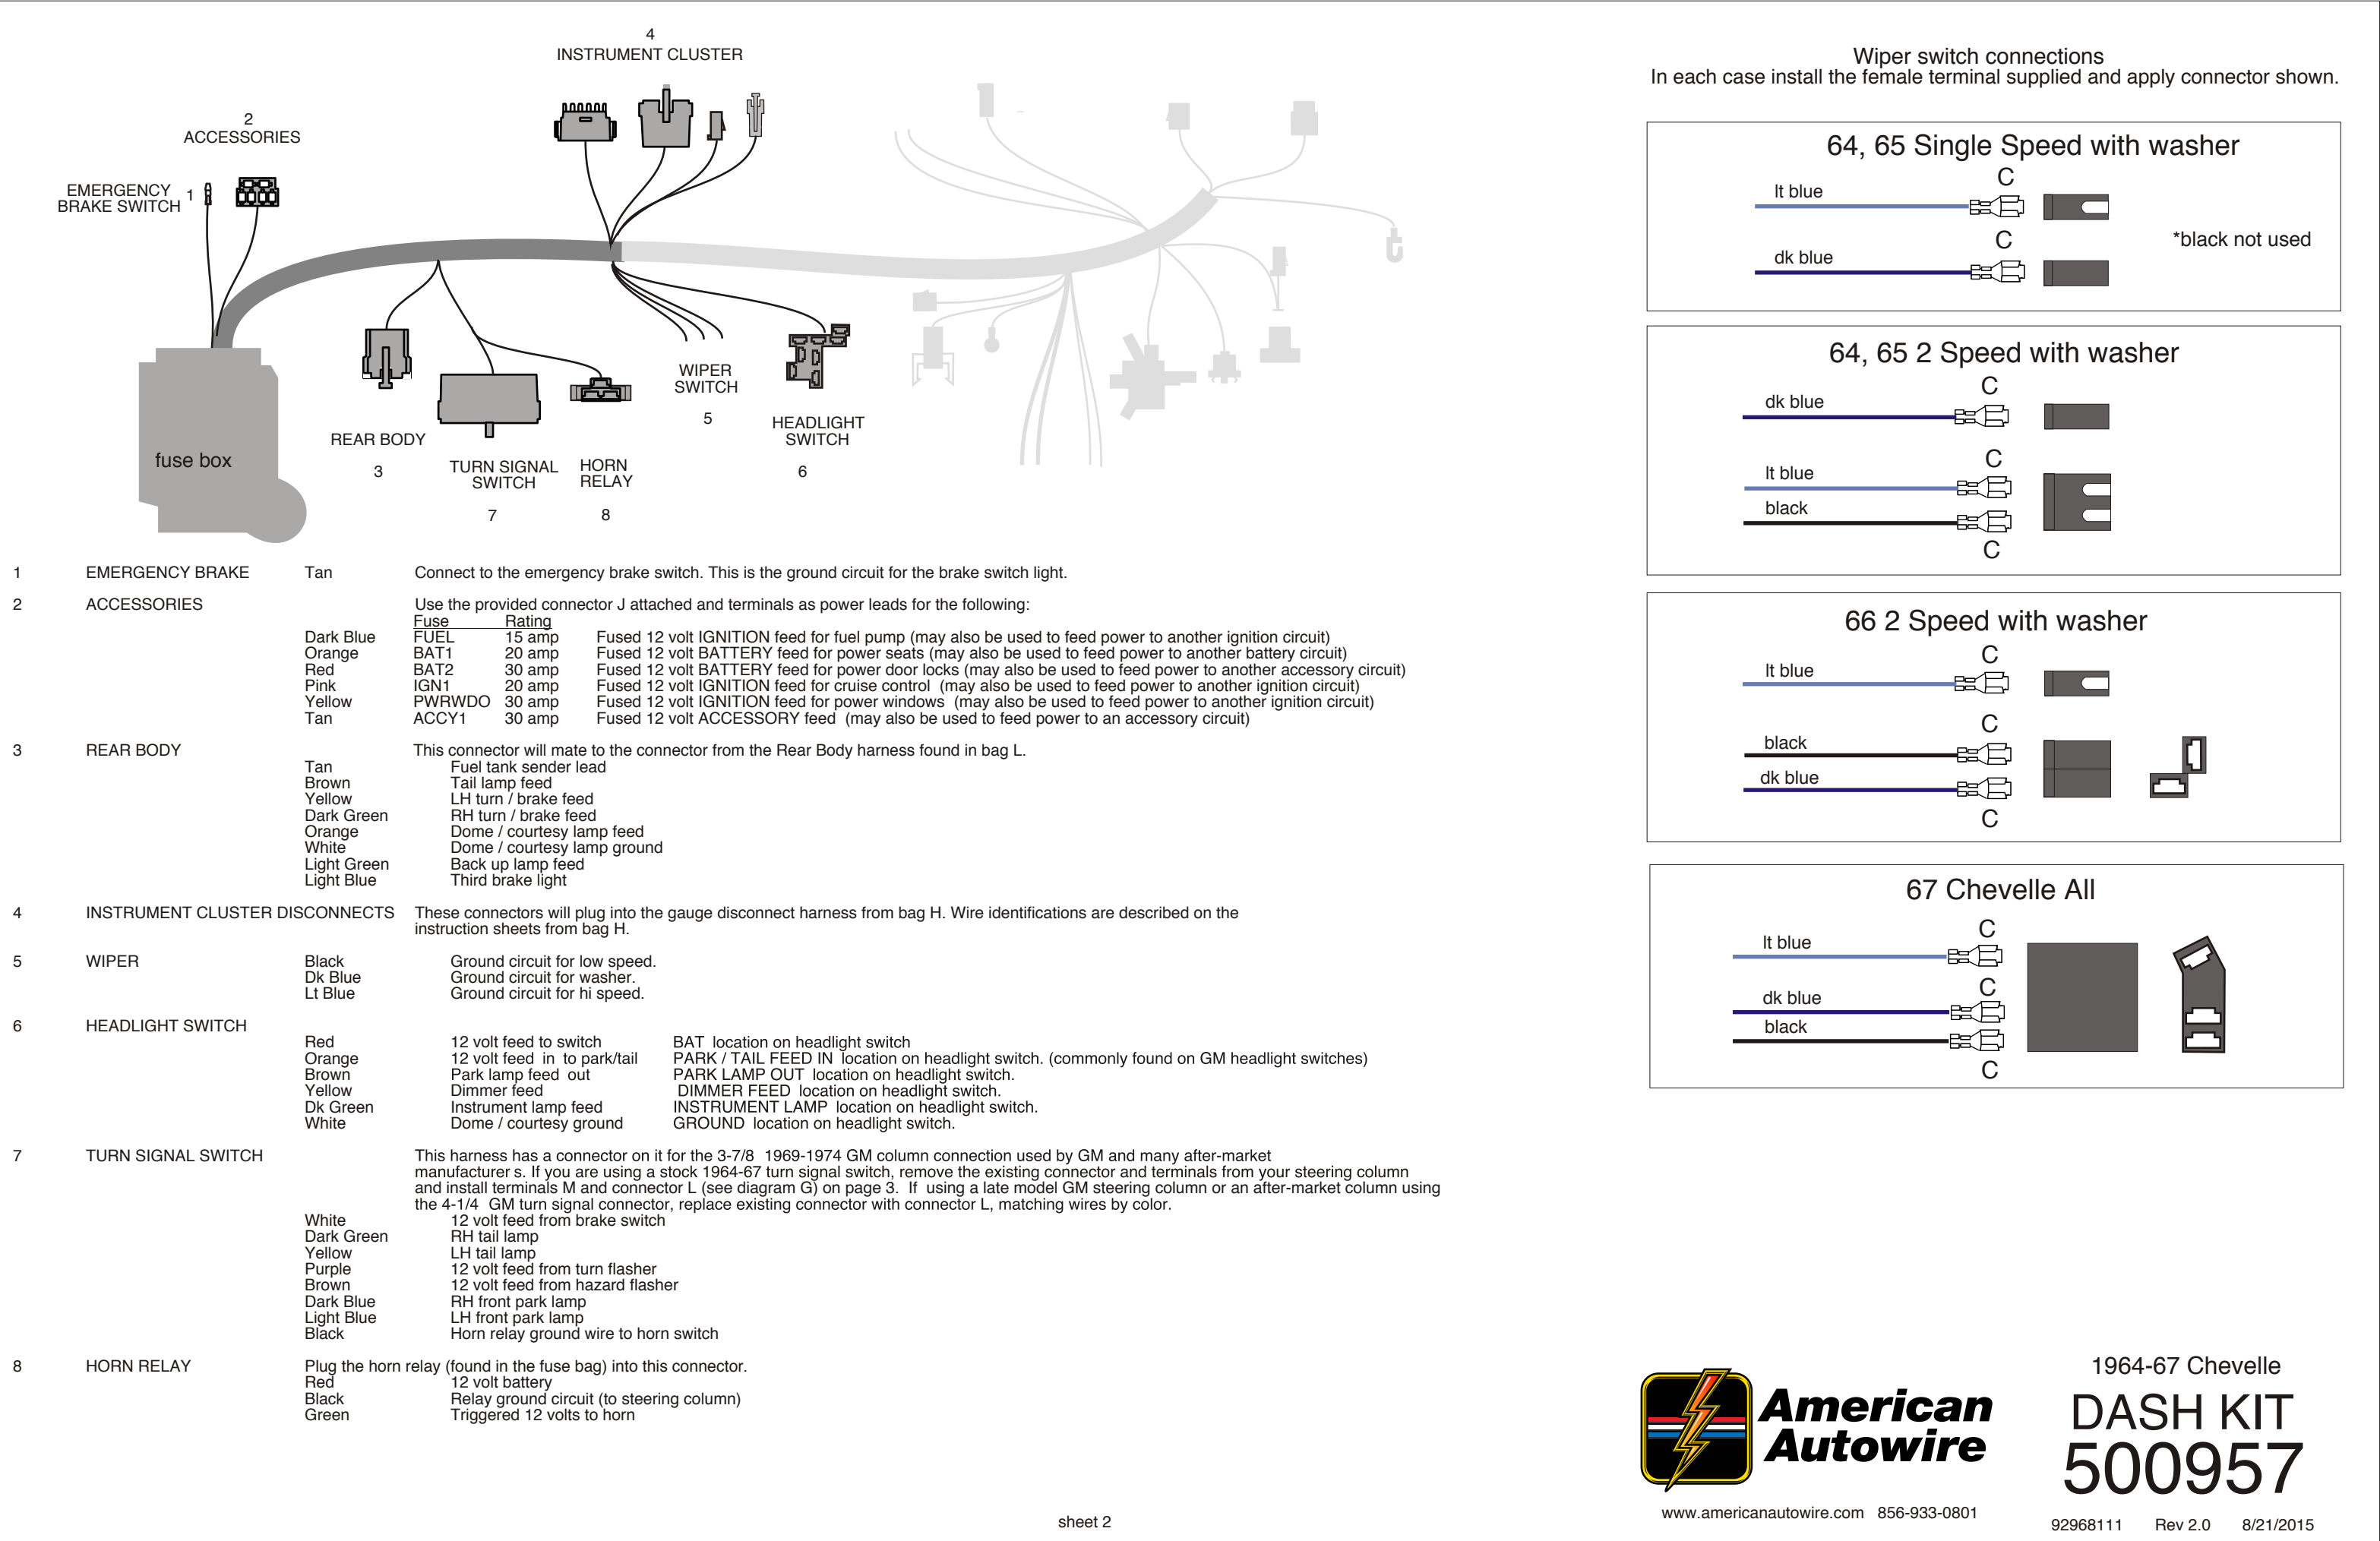 4
INSTRUMENT CLUSTER
2
ACCESSORIES
EMERGENCY
BRAKE SWITCH
1
fuse box
REAR BODY
3
TURN SIGNAL
SWITCH
7
HORN
RELAY
8
WIPER
SWITCH
5
HEADLIGHT
SWITCH
6
1 EMERGENCY BRAKE Tan Connect to the emergency brake switch. This is the ground circuit for the brake switch light.
2 ACCESSORIES Use the provided connector J attached and terminals as power leads for the following:
Fuse Rating
Dark Blue FUEL 15 amp Fused 12 volt IGNITION feed for fuel pump (may also be used to feed power to another ignition circuit)
Orange BAT1 20 amp Fused 12 volt BATTERY feed for power seats (may also be used to feed power to another battery circuit)
Red BAT2 30 amp Fused 12 volt BATTERY feed for power door locks (may also be used to feed power to another accessory circuit)
Pink IGN1 20 amp Fused 12 volt IGNITION feed for cruise control (may also be used to feed power to another ignition circuit)
Yellow PWRWDO 30 amp Fused 12 volt IGNITION feed for power windows (may also be used to feed power to another ignition circuit)
Tan ACCY1 30 amp Fused 12 volt ACCESSORY feed (may also be used to feed power to an accessory circuit)
3 REAR BODY This connector will mate to the connector from the Rear Body harness found in bag L.
Tan Fuel tank sender lead
Brown Tail lamp feed
Yellow LH turn / brake feed
Dark Green RH turn / brake feed
Orange Dome / courtesy lamp feed
White Dome / courtesy lamp ground
Light Green Back up lamp feed
Light Blue Third brake light
4 INSTRUMENT CLUSTER DISCONNECTS These connectors will plug into the gauge disconnect harness from bag H. Wire identifications are described on the
instruction sheets from bag H.
5 WIPER Black Ground circuit for low speed.
Dk Blue Ground circuit for washer.
Lt Blue Ground circuit for hi speed.
6 HEADLIGHT SWITCH
Red 12 volt feed to switch BAT location on headlight switch
Orange 12 volt feed in to park/tail PARK / TAIL FEED IN location on headlight switch. (commonly found on GM headlight switches)
Brown Park lamp feed out PARK LAMP OUT location on headlight switch.
Yellow Dimmer feed DIMMER FEED location on headlight switch.
Dk Green Instrument lamp feed INSTRUMENT LAMP location on headlight switch.
White Dome / courtesy ground GROUND location on headlight switch.
7 TURN SIGNAL SWITCH This harness has a connector on it for the 3-7/8 1969-1974 GM column connection used by GM and many after-market
manufacturer s. If you are using a stock 1964-67 turn signal switch, remove the existing connector and terminals from your steering column
and install terminals M and connector L (see diagram G) on page 3. If using a late model GM steering column or an after-market column using
the 4-1/4 GM turn signal connector, replace existing connector with connector L, matching wires by color.
White 12 volt feed from brake switch
Dark Green RH tail lamp
Yellow LH tail lamp
Purple 12 volt feed from turn flasher
Brown 12 volt feed from hazard flasher
Dark Blue RH front park lamp
Light Blue LH front park lamp
Black Horn relay ground wire to horn switch
8 HORN RELAY Plug the horn relay (found in the fuse bag) into this connector.
Red 12 volt battery
Black Relay ground circuit (to steering column)
Green Triggered 12 volts to horn
sheet 2
Wiper switch connections
In each case install the female terminal supplied and apply connector shown.
64, 65 Single Speed with washer
C
lt blue
*black not used
C
dk blue
64, 65 2 Speed with washer
C
dk blue
C
lt blue
black
C
66 2 Speed with washer
C
lt blue
C
black
dk blue
C
67 Chevelle All
C
lt blue
C
dk blue
black
C
American
Autowire
www.americanautowire.com 856-933-0801
1964-67 Chevelle
DASH KIT
500957
92968111 Rev 2.0 8/21/2015